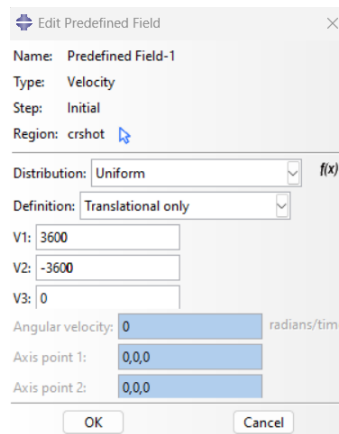 Edit Predefined Field
Name: Predefined Field-1
Type: Velocity
Step: Initial
Region: crshot
Distribution: Uniform f(x)
Definition: Translational only
V1: 3600
V2: -3600
V3: 0
Angular velocity: 0 radians/tim
Axis point 1: 0,0,0
Axis point 2: 0,0,0
OK Cancel